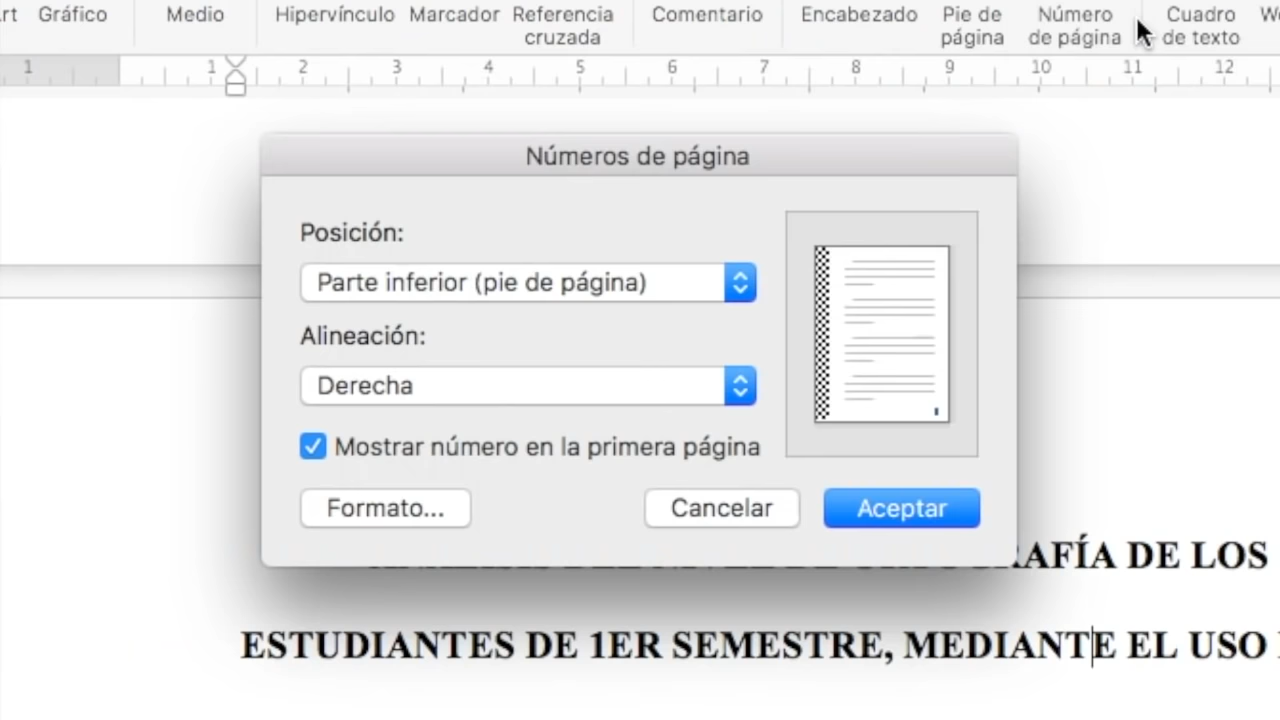 Gráfico Medio Hipervínculo Marcador Referencia cruzada Comentario Encabezado Pie de página Número de página Cuadro de texto
1 1 2 3 4 5 6 7 8 9 10 11 12
Números de página
Posición:
Parte inferior (pie de página)
Alineación:
Derecha
Mostrar número en la primera página
Formato... Cancelar Aceptar
DE LOS
ESTUDIANTES DE 1ER SEMESTRE, MEDIANTE EL USO